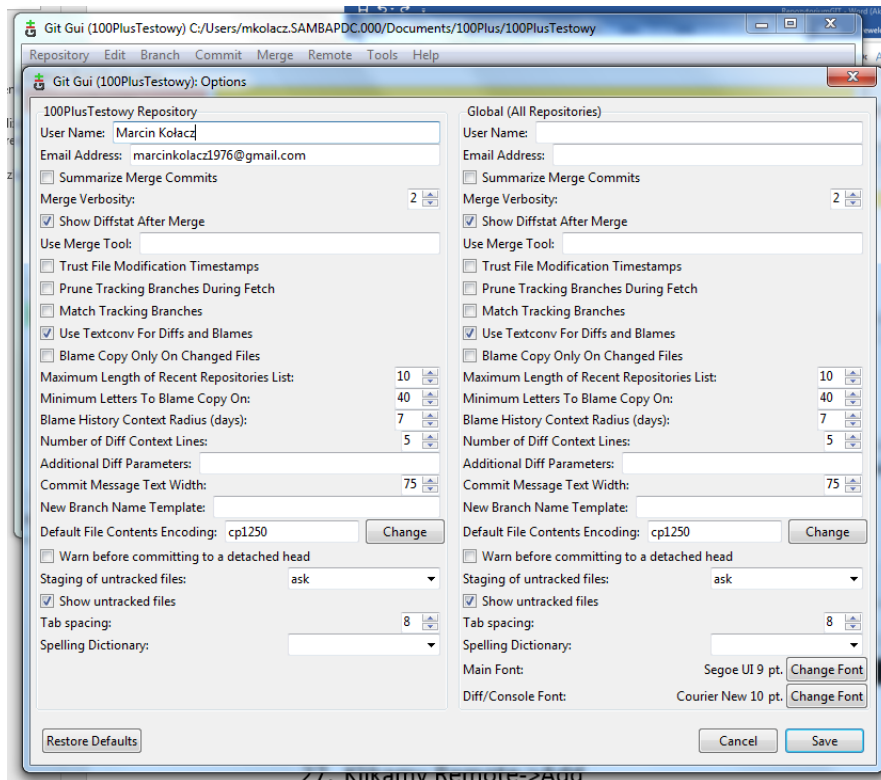 RepozytoriumGIT - Word (Ak
Git Gui (100PlusTestowy) C:/Users/mkolacz.SAMBAPDC.000/Documents/100Plus/100PlusTestowy
Repository Edit Branch Commit Merge Remote Tools Help
Git Gui (100PlusTestowy): Options
100PlusTestowy Repository
User Name: Marcin Kołacz
Email Address: marcinkolacz1976@gmail.com
Summarize Merge Commits
Merge Verbosity: 2
Show Diffstat After Merge
Use Merge Tool:
Trust File Modification Timestamps
Prune Tracking Branches During Fetch
Match Tracking Branches
Use Textconv For Diffs and Blames
Blame Copy Only On Changed Files
Maximum Length of Recent Repositories List: 10
Minimum Letters To Blame Copy On: 40
Blame History Context Radius (days): 7
Number of Diff Context Lines: 5
Additional Diff Parameters:
Commit Message Text Width: 75
New Branch Name Template:
Default File Contents Encoding: cp1250 Change
Warn before committing to a detached head
Staging of untracked files: ask
Show untracked files
Tab spacing: 8
Spelling Dictionary:
Global (All Repositories)
User Name:
Email Address:
Summarize Merge Commits
Merge Verbosity: 2
Show Diffstat After Merge
Use Merge Tool:
Trust File Modification Timestamps
Prune Tracking Branches During Fetch
Match Tracking Branches
Use Textconv For Diffs and Blames
Blame Copy Only On Changed Files
Maximum Length of Recent Repositories List: 10
Minimum Letters To Blame Copy On: 40
Blame History Context Radius (days): 7
Number of Diff Context Lines: 5
Additional Diff Parameters:
Commit Message Text Width: 75
New Branch Name Template:
Default File Contents Encoding: cp1250 Change
Warn before committing to a detached head
Staging of untracked files: ask
Show untracked files
Tab spacing: 8
Spelling Dictionary:
Main Font: Segoe UI 9 pt. Change Font
Diff/Console Font: Courier New 10 pt. Change Font
Restore Defaults Cancel Save
27. Klikamy Remote->Add